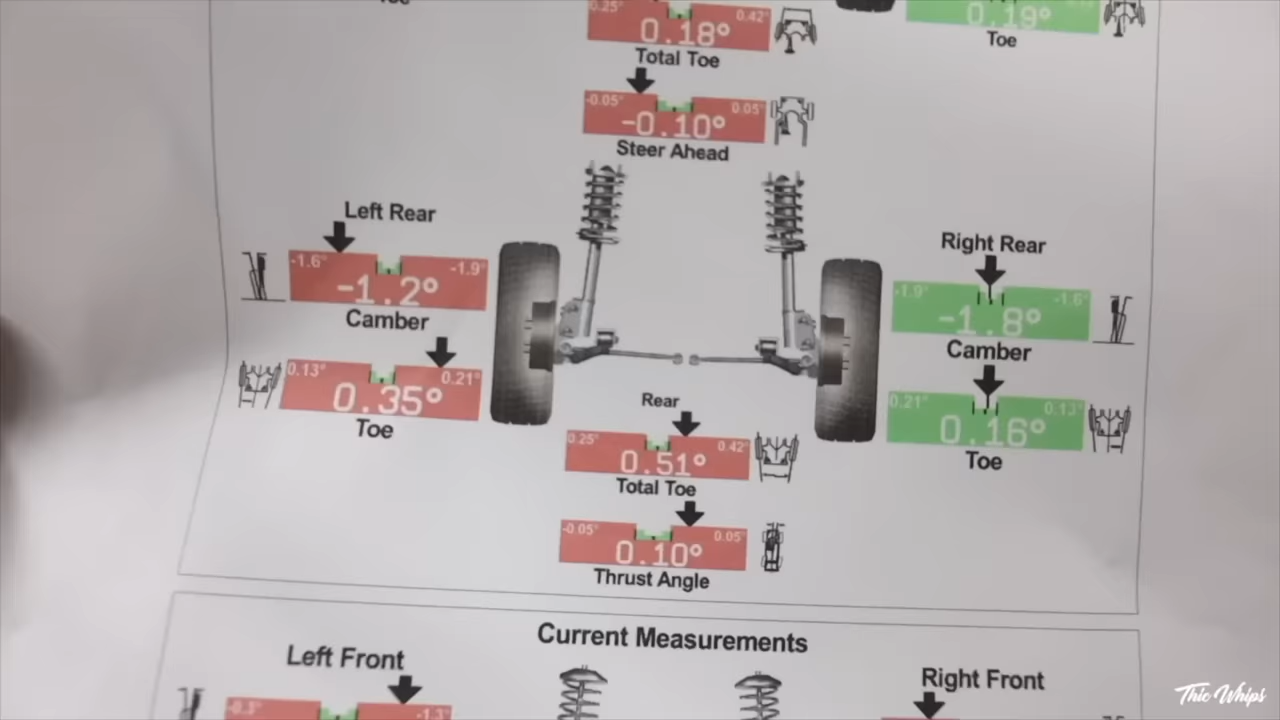 0.25° 0.42°
0.18°
Total Toe
0.19°
Toe
-0.05° 0.05°
-0.10°
Steer Ahead
Left Rear
-1.6° -1.9°
-1.2°
Camber
0.13° 0.21°
0.35°
Toe
Right Rear
-1.9° -1.6°
-1.8°
Camber
0.21° 0.13°
0.16°
Toe
Rear
0.25° 0.42°
0.51°
Total Toe
-0.05° 0.05°
0.10°
Thrust Angle
Current Measurements
Left Front
-0.3° -1.3°
Right Front
Thic Whips